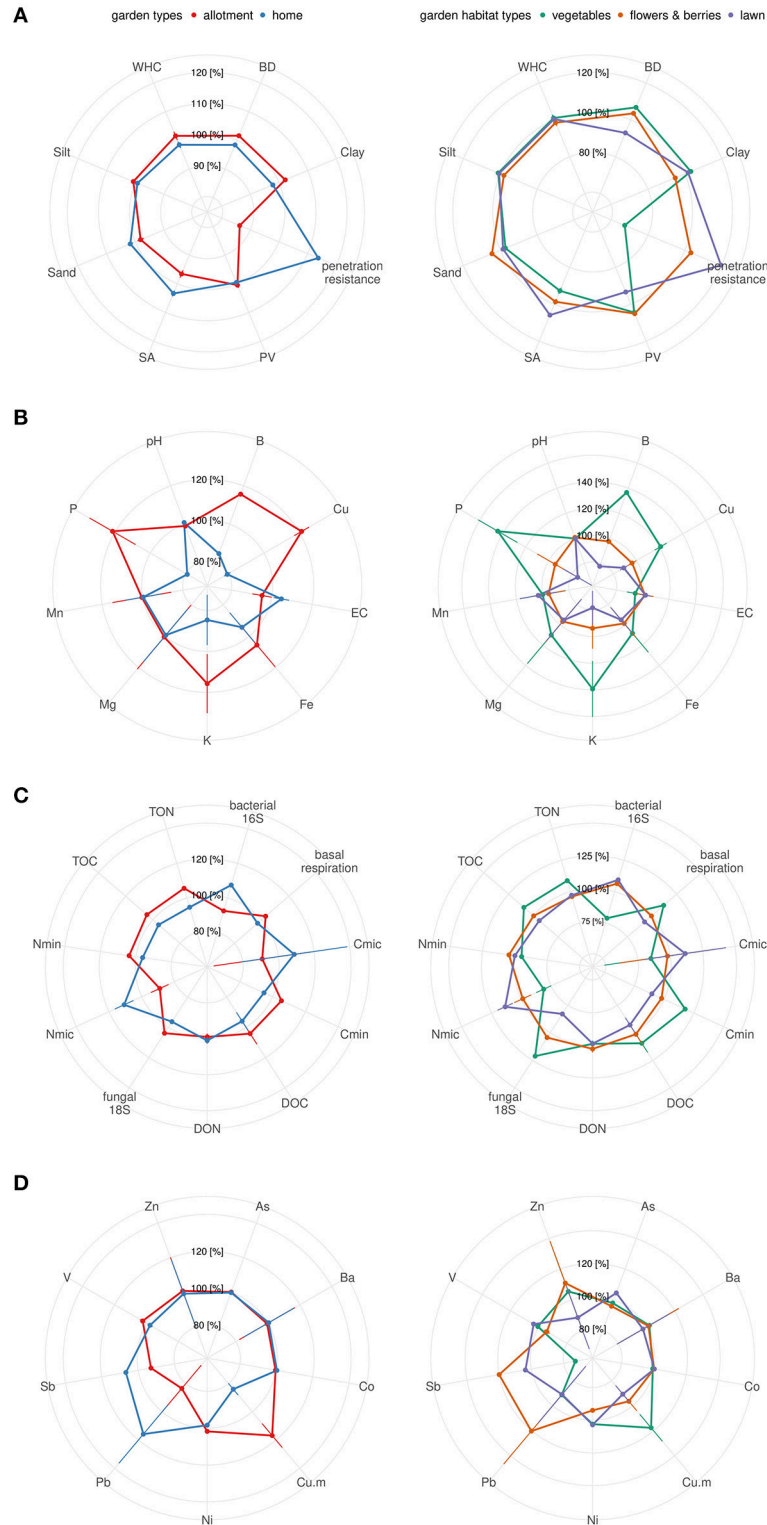 A
garden types allotment home
garden habitat types vegetables flowers & berries lawn
WHC
120 [%]
BD
110 [%]
Silt
100 [%]
Clay
90 [%]
Sand
penetration
resistance
SA
PV
WHC
120 [%]
BD
100 [%]
Silt
80 [%]
Clay
Sand
penetration
resistance
SA
PV
B
pH
B
P
120 [%]
Cu
100 [%]
80 [%]
Mn
EC
Mg
Fe
K
pH
B
P
140 [%]
Cu
120 [%]
100 [%]
Mn
EC
Mg
Fe
K
C
TON
bacterial
16S
TOC
120 [%]
basal
respiration
100 [%]
80 [%]
Nmin
Cmic
Nmic
Cmin
fungal
18S
DOC
DON
TON
bacterial
16S
TOC
125 [%]
basal
respiration
100 [%]
75 [%]
Nmin
Cmic
Nmic
Cmin
fungal
18S
DOC
DON
D
Zn
As
V
120 [%]
Ba
100 [%]
80 [%]
Sb
Co
Pb
Cu.m
Ni
Zn
As
V
120 [%]
Ba
100 [%]
80 [%]
Sb
Co
Pb
Cu.m
Ni